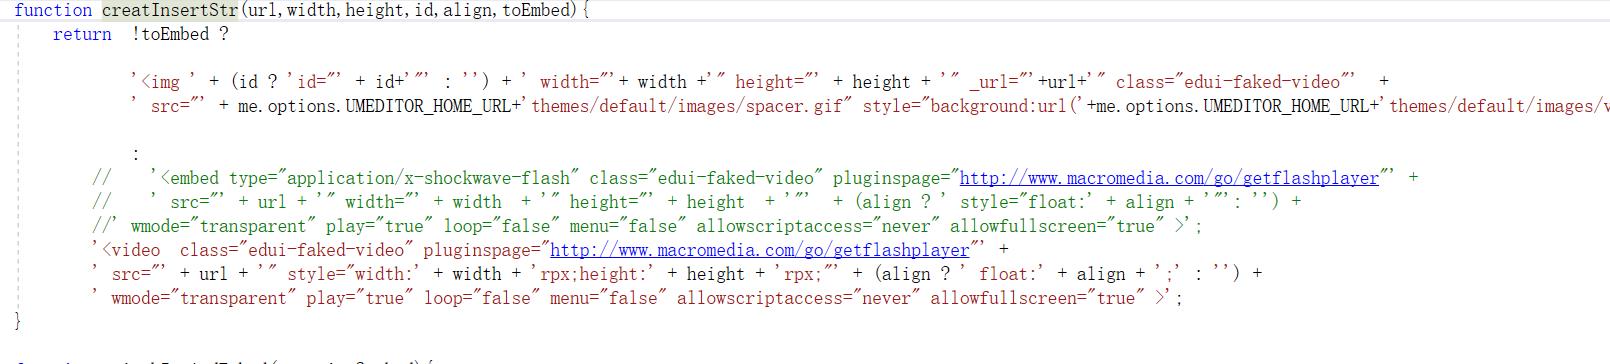 function creatInsertStr(url,width,height,id,align,toEmbed){
return !toEmbed ?
'<img ' + (id ? 'id="' + id+'"' : '') + ' width="'+ width +'" height="' + height + '" _url="'+url+'" class="edui-faked-video"' +
' src="' + me.options.UMEDITOR_HOME_URL+'themes/default/images/spacer.gif" style="background:url('+me.options.UMEDITOR_HOME_URL+'themes/default/images/v
:
// '<embed type="application/x-shockwave-flash" class="edui-faked-video" pluginspage="http://www.macromedia.com/go/getflashplayer"' +
// ' src="' + url + '" width="' + width + '" height="' + height + '"' + (align ? ' style="float:' + align + '"': '') +
//' wmode="transparent" play="true" loop="false" menu="false" allowscriptaccess="never" allowfullscreen="true" >';
'<video class="edui-faked-video" pluginspage="http://www.macromedia.com/go/getflashplayer"' +
' src="' + url + '" style="width:' + width + 'rpx;height:' + height + 'rpx;"' + (align ? ' float:' + align + ';' : '') +
' wmode="transparent" play="true" loop="false" menu="false" allowscriptaccess="never" allowfullscreen="true" >';
}